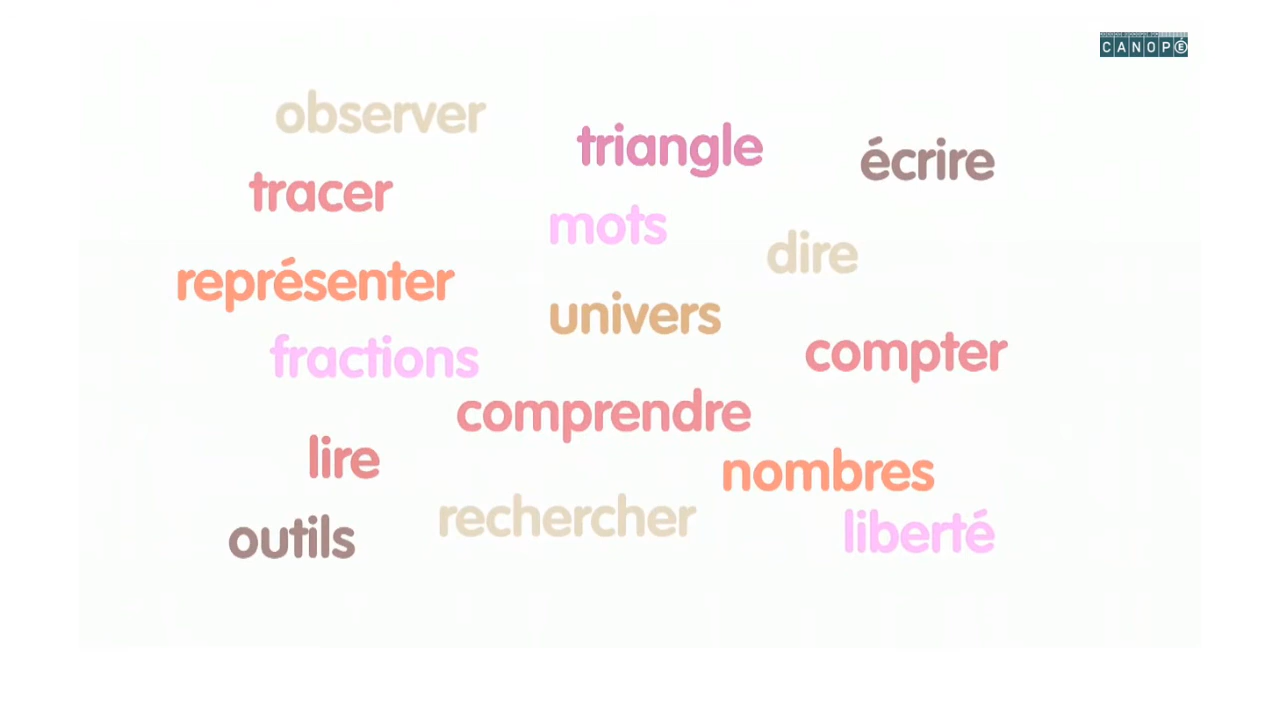 CANOPÉ
observer
triangle
écrire
tracer
mots
dire
représenter
univers
fractions
compter
comprendre
lire
nombres
rechercher
outils
liberté